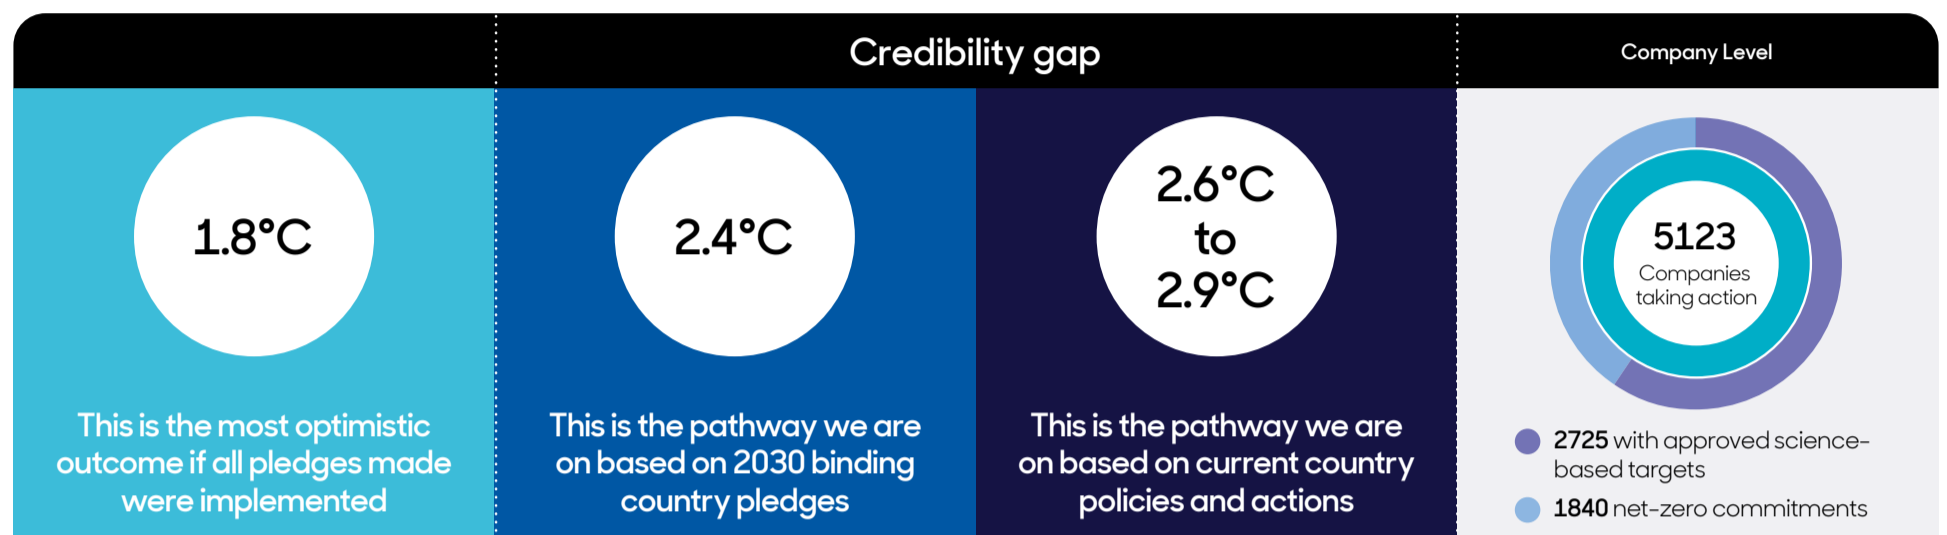 Credibility gap
Company Level
1.8°C
This is the most optimistic
outcome if all pledges made
were implemented
2.4°C
This is the pathway we are
on based on 2030 binding
country pledges
2.6°C
to
2.9°C
This is the pathway we are
on based on current country
policies and actions
5123
Companies
taking action
2725 with approved science-
based targets
1840 net-zero commitments